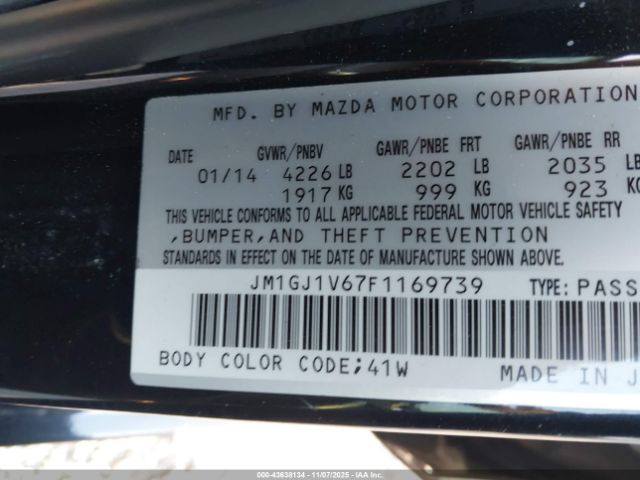 MFD. BY MAZDA MOTOR CORPORATION
DATE GVWR/PNBV GAWR/PNBE FRT GAWR/PNBE RR
01/14 4226 LB 2202 LB 2035 LB
1917 KG 999 KG 923 KG
THIS VEHICLE CONFORMS TO ALL APPLICABLE FEDERAL MOTOR VEHICLE SAFETY
,BUMPER,AND THEFT PREVENTION
STANDARDS IN EFFECT ON THE DATE OF MANUFACTURE SHOWN ABOVE.
JM1GJ1V67F1169739 TYPE: PASS
BODY COLOR CODE;41W MADE IN J
000-43638134 - 11/07/2025 - IAA Inc.